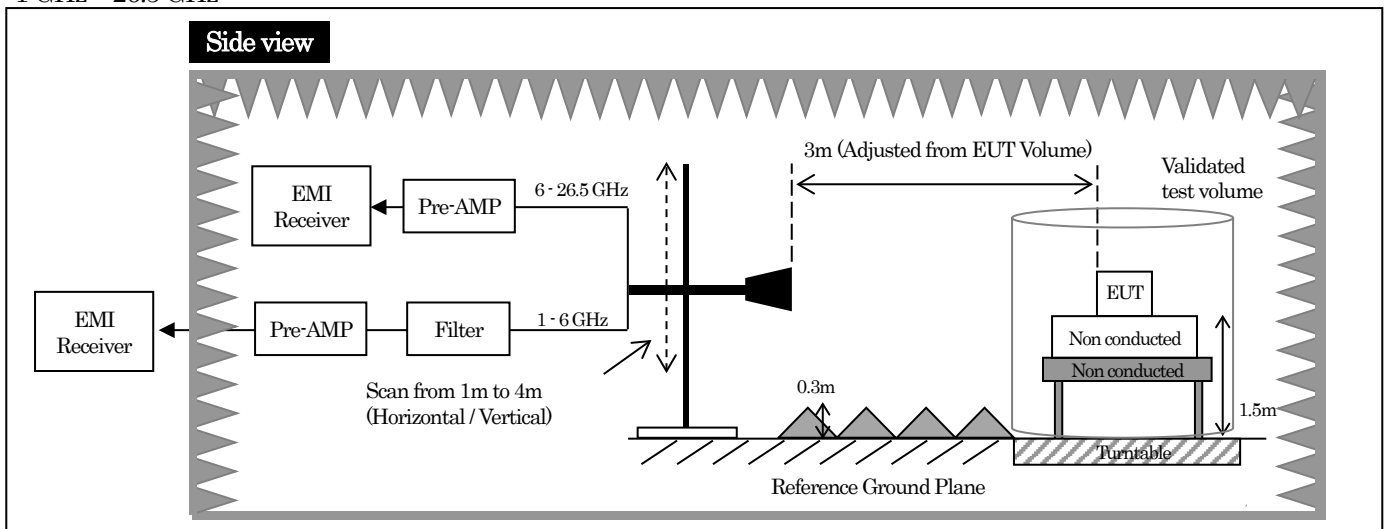 Side view
3m (Adjusted from EUT Volume)
Validated
test volume
EMI
Receiver
Pre-AMP
6 - 26.5 GHz
EUT
EMI
Receiver
Pre-AMP
Filter
1 - 6 GHz
Non conducted
Non conducted
Scan from 1m to 4m
(Horizontal / Vertical)
0.3m
1.5m
Turntable
Reference Ground Plane